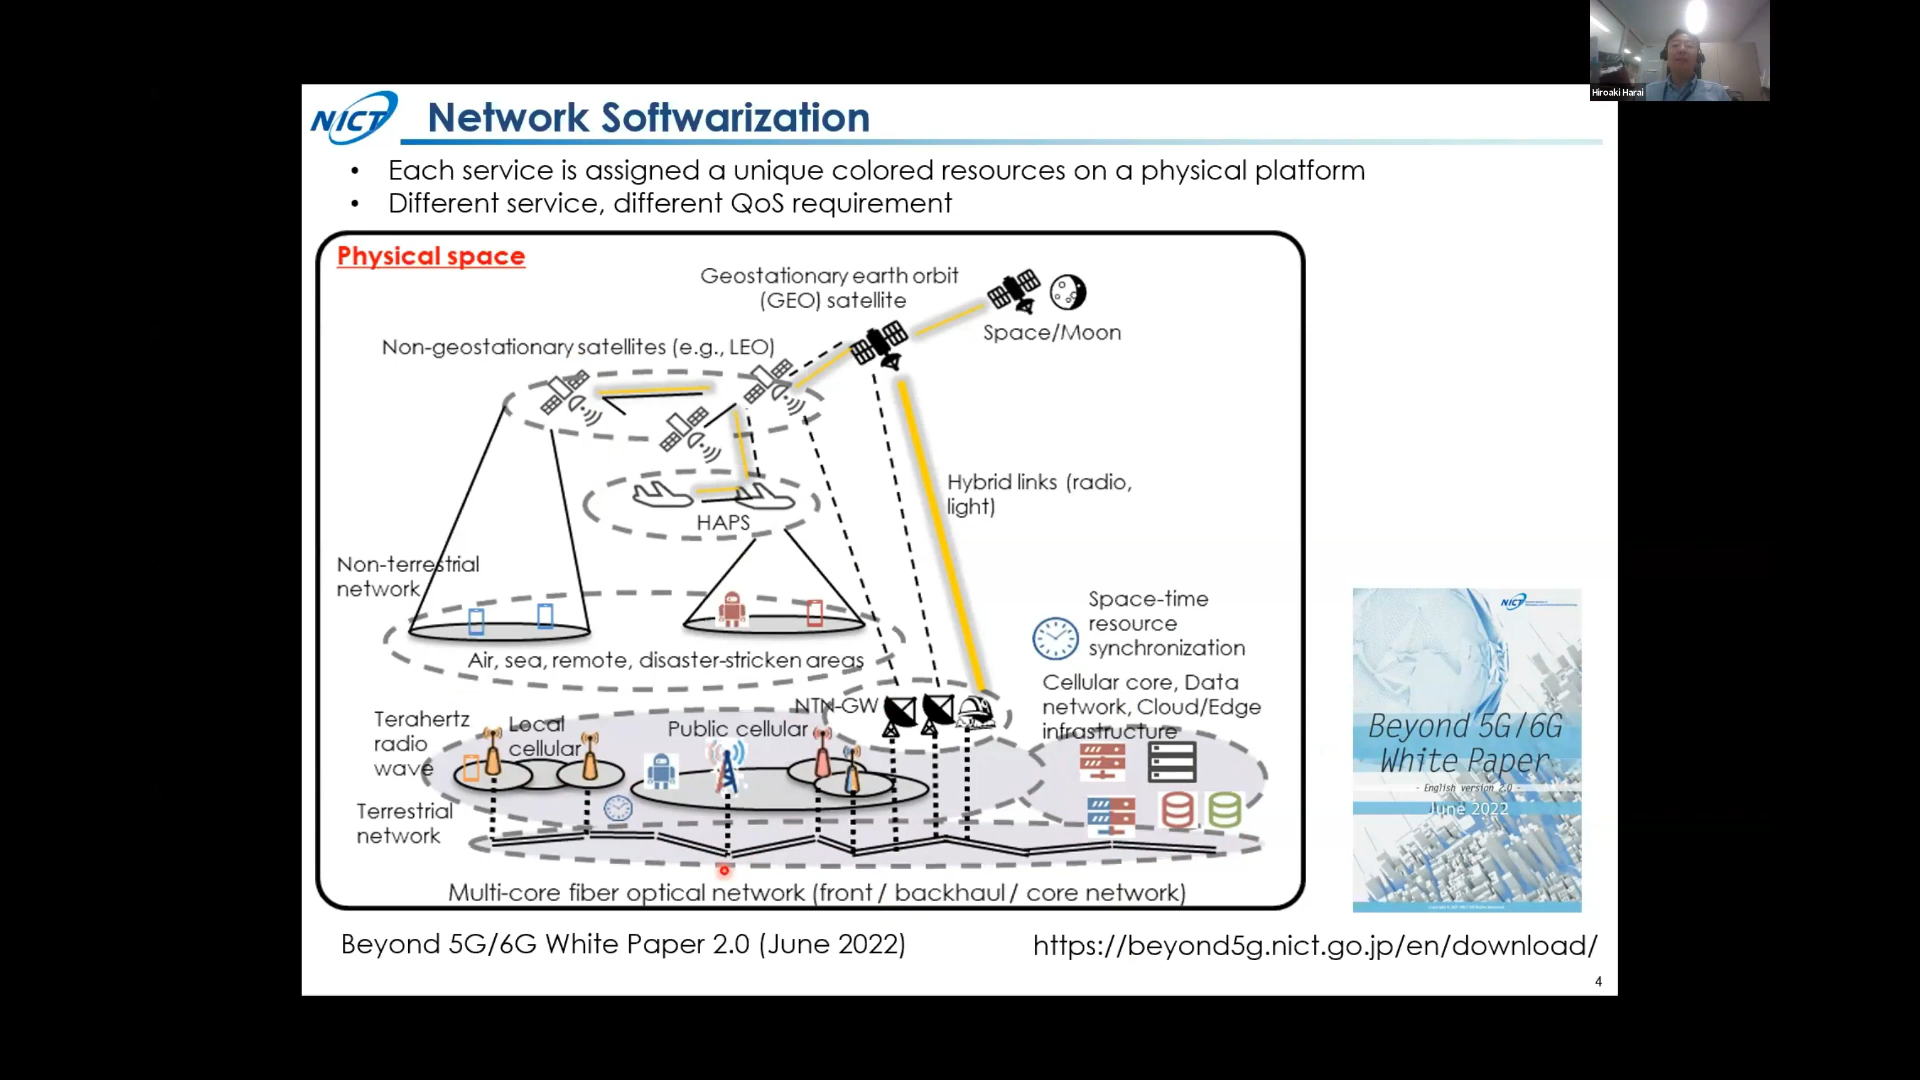 Hiroaki Harai
NICT
Network Softwarization
• Each service is assigned a unique colored resources on a physical platform
• Different service, different QoS requirement
Physical space
Geostationary earth orbit
(GEO) satellite
Space/Moon
Non-geostationary satellites (e.g., LEO)
Hybrid links (radio,
light)
HAPS
Non-terrestrial
network
Air, sea, remote, disaster-stricken areas
Space-time
resource
synchronization
Cellular core, Data
network, Cloud/Edge
infrastructure
NTN-GW
Terahertz
radio
wave
Local
cellular
Public cellular
Terrestrial
network
Multi-core fiber optical network (front / backhaul / core network)
NICT
Beyond 5G/6G
White Paper
- English version 2.0 -
June 2022
Beyond 5G/6G White Paper 2.0 (June 2022)
https://beyond5g.nict.go.jp/en/download/
4